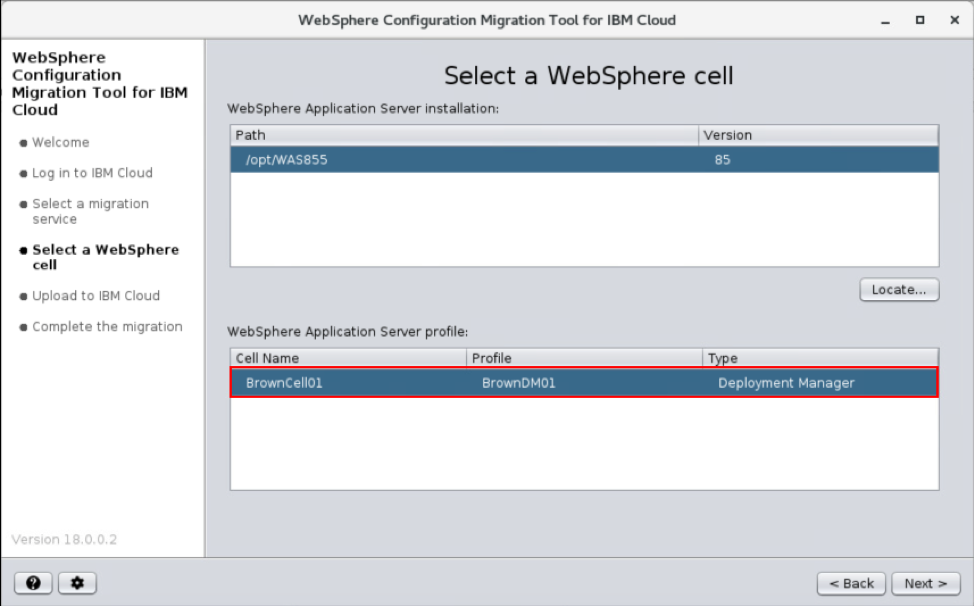 WebSphere Configuration Migration Tool for IBM Cloud
WebSphere
Configuration
Migration Tool for IBM
Cloud
Welcome
Log in to IBM Cloud
Select a migration
service
Select a WebSphere
cell
Upload to IBM Cloud
Complete the migration
Version 18.0.0.2
Select a WebSphere cell
WebSphere Application Server installation:
Path Version
/opt/WAS855 85
Locate...
WebSphere Application Server profile:
Cell Name Profile Type
BrownCell01 BrownDM01 Deployment Manager
? < Back Next >